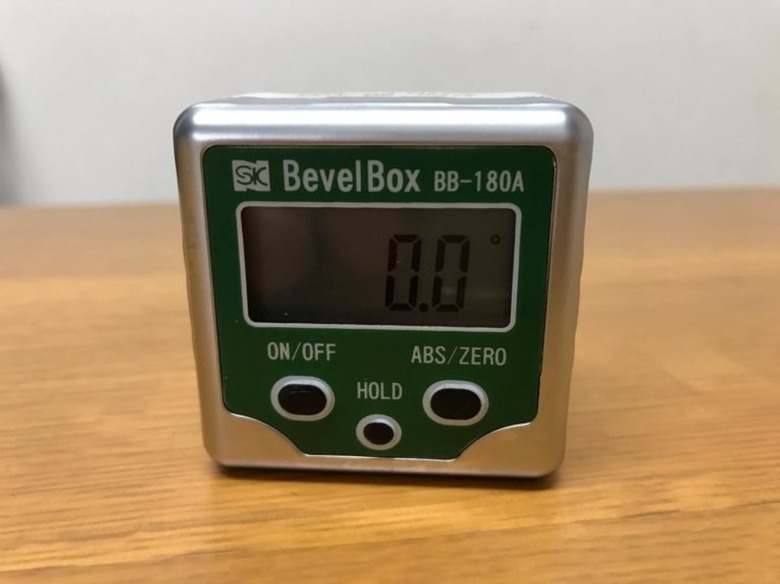 SK BevelBox BB-180A
0.0°
ON/OFF
ABS/ZERO
HOLD